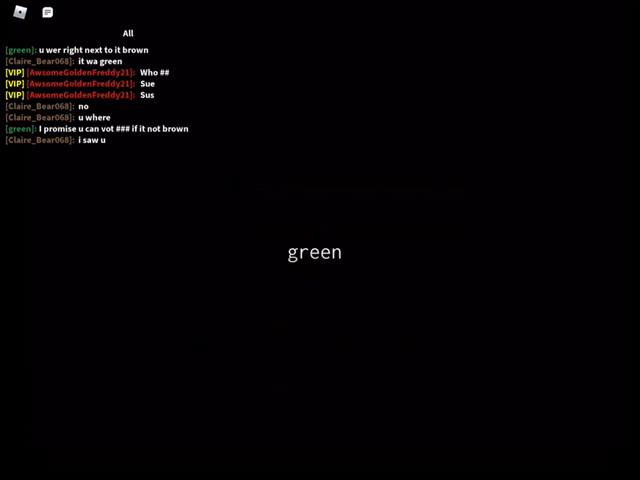 All
[green]: u wer right next to it brown
[Claire_Bear068]: it wa green
[VIP] [AwsomeGoldenFreddy21]: Who ##
[VIP] [AwsomeGoldenFreddy21]: Sue
[VIP] [AwsomeGoldenFreddy21]: Sus
[Claire_Bear068]: no
[Claire_Bear068]: u where
[green]: I promise u can vot ### if it not brown
[Claire_Bear068]: i saw u
green